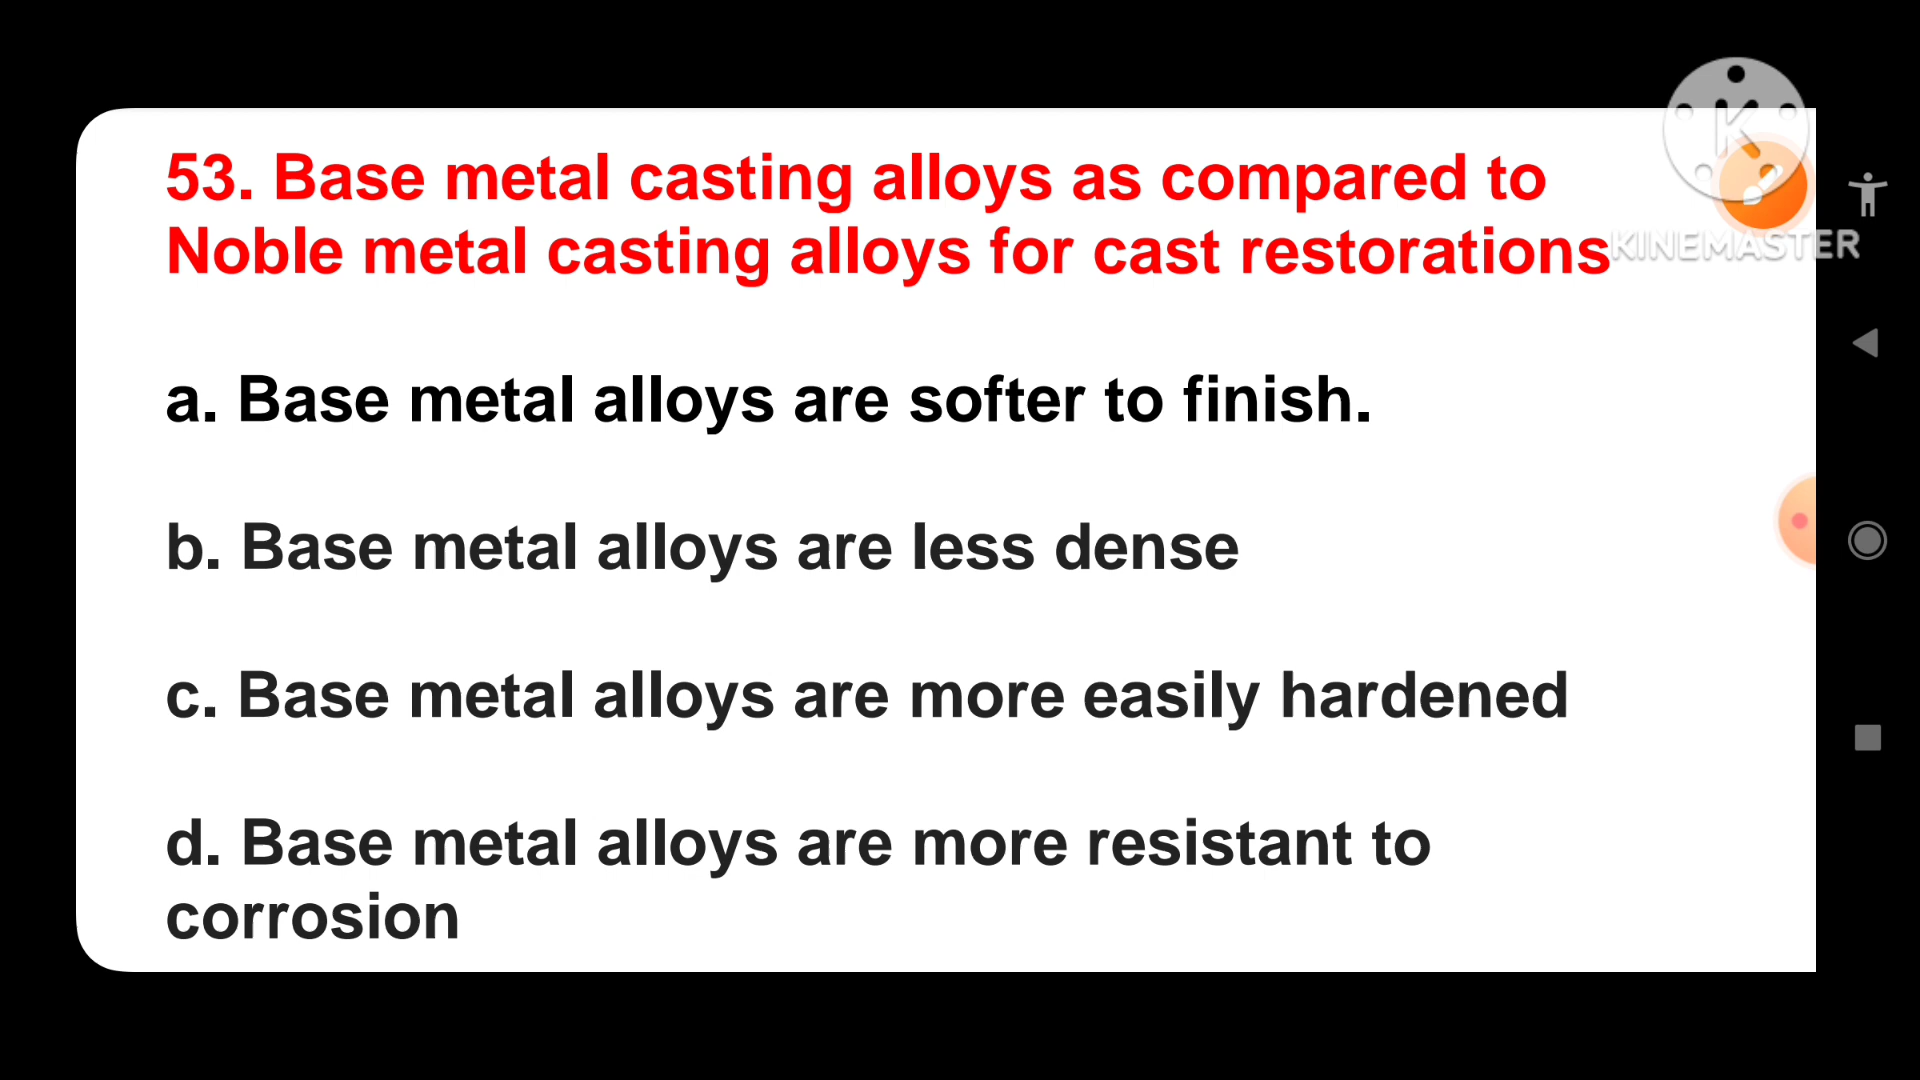 53. Base metal casting alloys as compared to
Noble metal casting alloys for cast restorations
KINEMASTER
a. Base metal alloys are softer to finish.
b. Base metal alloys are less dense
c. Base metal alloys are more easily hardened
d. Base metal alloys are more resistant to
corrosion